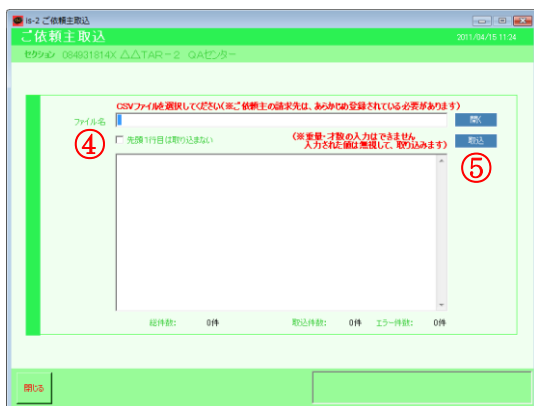 is-2 ご依頼主取込
ご依頼主取込
2011/04/15 11:24
セクション 084931814X △△TAR－2 QAセンター
CSVファイルを選択してください(※ご依頼主の請求先は、あらかじめ登録されている必要があります)
ファイル名
開く
④
先頭1行目は取り込まない
(※重量・才数の入力はできません
入力された値は無視して、取り込みます)
取込
⑤
総件数: 0件 取込件数: 0件 エラー件数: 0件
閉じる